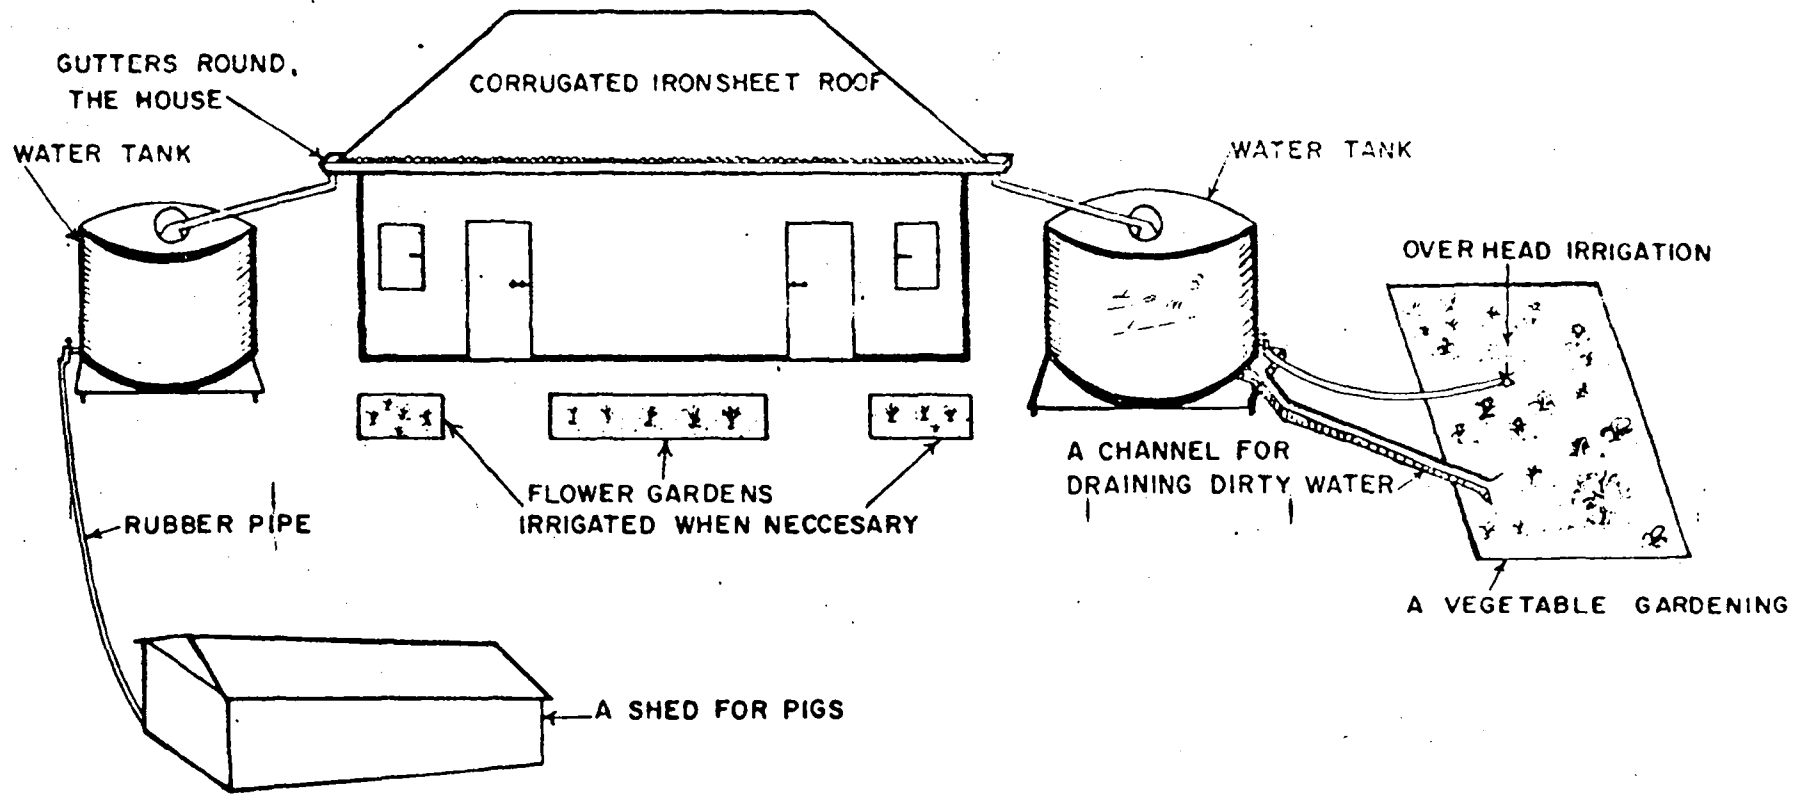 GUTTERS ROUND.
THE HOUSE
CORRUGATED IRONSHEET ROOF
WATER TANK
WATER TANK
OVER HEAD IRRIGATION
A CHANNEL FOR
DRAINING DIRTY WATER
FLOWER GARDENS
IRRIGATED WHEN NECCESARY
RUBBER PIPE
A VEGETABLE GARDENING
A SHED FOR PIGS